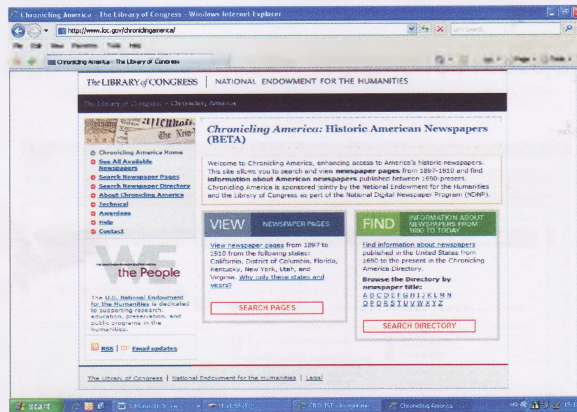 Chronicling America - The Library of Congress - Windows Internet Explorer
http://www.loc.gov/chroniclingamerica/
File Edit View Favorites Tools Help
Chronicling America - The Library of Congress
The LIBRARY of CONGRESS | NATIONAL ENDOWMENT FOR THE HUMANITIES
The Library of Congress > Chronicling America
Chronicling America Home
See All Available
Newspapers
Search Newspaper Pages
Search Newspaper Directory
About Chronicling America
Technical
Awardees
Help
Contact
WE
the People
The U.S. National Endowment
for the Humanities is dedicated
to supporting research,
education, preservation, and
public programs in the
humanities.
RSS | Email updates
Chronicling America: Historic American Newspapers
(BETA)
Welcome to Chronicling America, enhancing access to America's historic newspapers.
This site allows you to search and view newspaper pages from 1897-1910 and find
information about American newspapers published between 1690-present.
Chronicling America is sponsored jointly by the National Endowment for the Humanities
and the Library of Congress as part of the National Digital Newspaper Program (NDNP).
VIEW NEWSPAPER PAGES
View newspaper pages from 1897 to
1910 from the following states:
California, District of Columbia, Florida,
Kentucky, New York, Utah, and
Virginia. Why only these states and
years?
SEARCH PAGES
FIND INFORMATION ABOUT
NEWSPAPERS FROM
1690 TO TODAY
Find information about newspapers
published in the United States from
1690 to the present in the Chronicling
America Directory.
Browse the Directory by
newspaper title:
A B C D E F G H I J K L M N
O P Q R S T U V W X Y Z
SEARCH DIRECTORY
The Library of Congress | National Endowment for the Humanities | Legal
start
Chronicling America